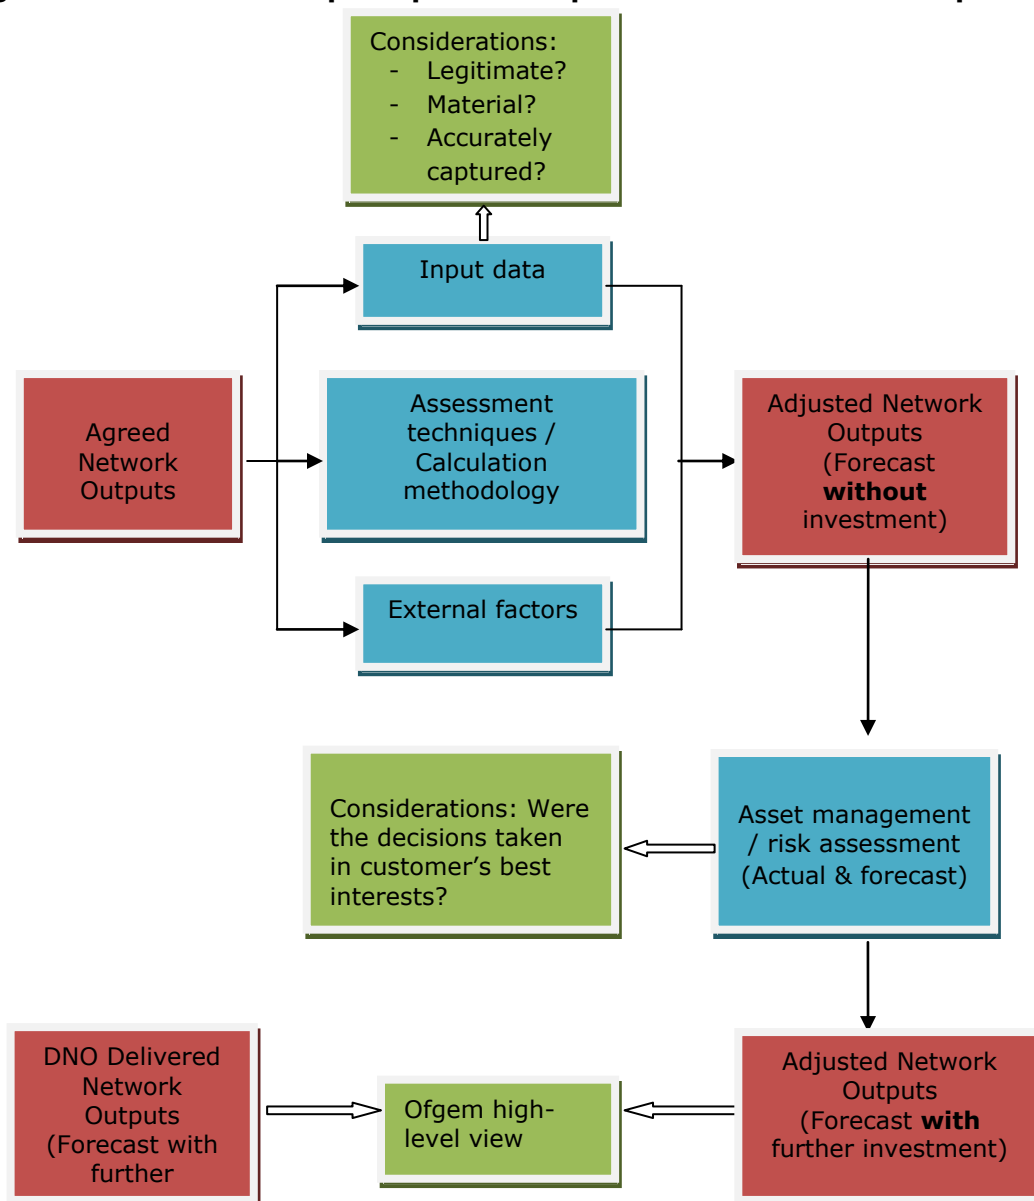 Considerations:
- Legitimate?
- Material?
- Accurately
captured?
Input data
Agreed
Network
Outputs
Assessment
techniques /
Calculation
methodology
Adjusted Network
Outputs
(Forecast
without
investment)
External factors
Considerations: Were
the decisions taken
in customer’s best
interests?
Asset management
/ risk assessment
(Actual & forecast)
DNO Delivered
Network
Outputs
(Forecast with
further
Ofgem high-
level view
Adjusted Network
Outputs
(Forecast with
further investment)